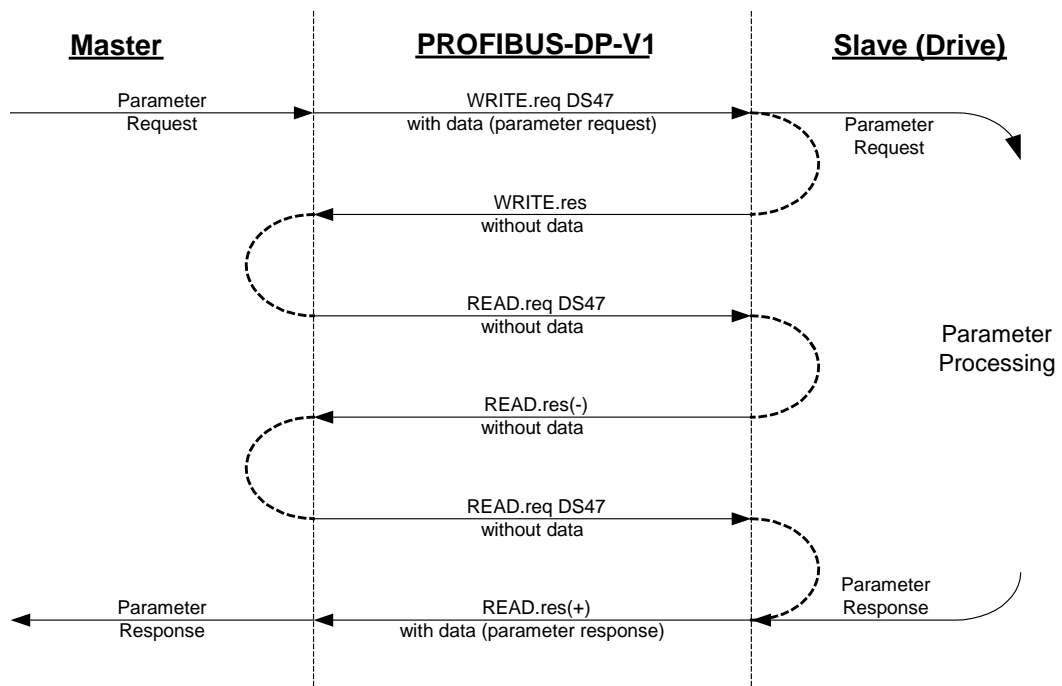 Master
PROFIBUS-DP-V1
Slave (Drive)
Parameter
Request
WRITE.req DS47
with data (parameter request)
Parameter
Request
WRITE.res
without data
READ.req DS47
without data
Parameter
Processing
READ.res(-)
without data
READ.req DS47
without data
Parameter
Response
READ.res(+)
with data (parameter response)
Parameter
Response